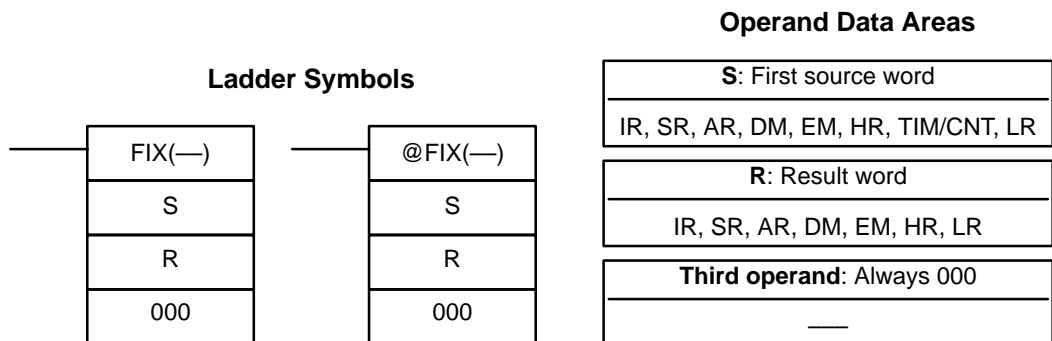 Ladder Symbols
FIX(—)
S
R
000
@FIX(—)
S
R
000
Operand Data Areas
S: First source word
IR, SR, AR, DM, EM, HR, TIM/CNT, LR
R: Result word
IR, SR, AR, DM, EM, HR, LR
Third operand: Always 000
—